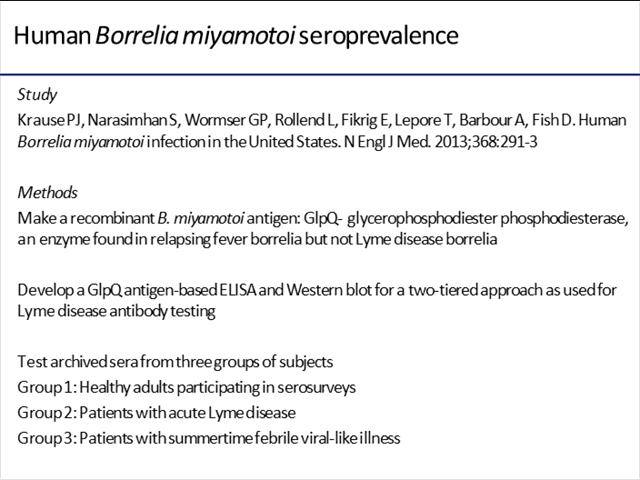 Human Borrelia miyamotoi seroprevalence
Study
Krause PJ, Narasimhan S, Wormser GP, Rollend L, Fikrig E, Lepore T, Barbour A, Fish D. Human
Borrelia miyamotoi infection in the United States. N Engl J Med. 2013;368:291-3
Methods
Make a recombinant B. miyamotoi antigen: GlpQ- glycerophosphodiester phosphodiesterase,
an enzyme found in relapsing fever borrelia but not Lyme disease borrelia
Develop a GlpQ antigen-based ELISA and Western blot for a two-tiered approach as used for
Lyme disease antibody testing
Test archived sera from three groups of subjects
Group 1: Healthy adults participating in serosurveys
Group 2: Patients with acute Lyme disease
Group 3: Patients with summertime febrile viral-like illness